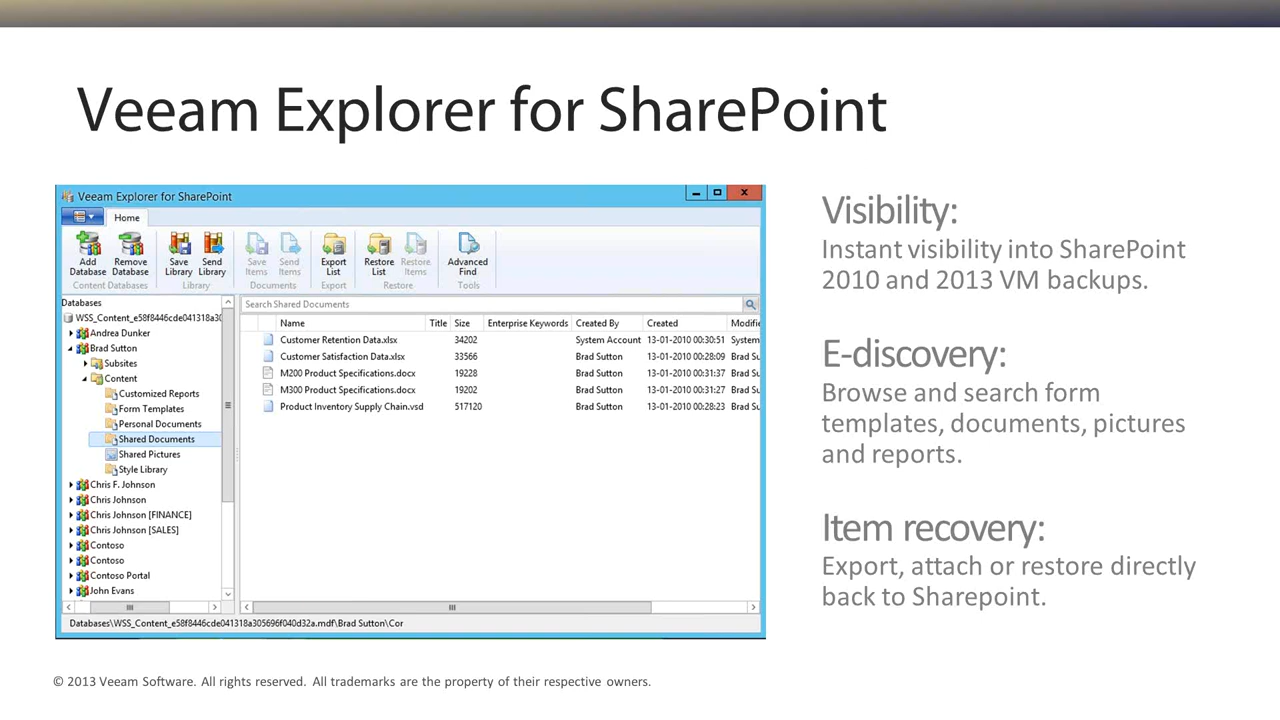 Veeam Explorer for SharePoint
Veeam Explorer for SharePoint
Home
Add Database
Remove Database
Save Library
Send Library
Save Items
Send Items
Export List
Restore List
Restore Items
Advanced Find
Content Databases
Library
Documents
Export
Restore
Tools
Databases
WSS_Content_e58f8446cde041318a30
Andrea Dunker
Brad Sutton
Subsites
Content
Customized Reports
Form Templates
Personal Documents
Shared Documents
Shared Pictures
Style Library
Chris F. Johnson
Chris Johnson
Chris Johnson [FINANCE]
Chris Johnson [SALES]
Contoso
Contoso
Contoso Portal
John Evans
Search Shared Documents
Name Title Size Enterprise Keywords Created By Created Modifie
Customer Retention Data.xlsx 34202 System Account 13-01-2010 00:30:51 System
Customer Satisfaction Data.xlsx 33566 Brad Sutton 13-01-2010 00:28:09 Brad Su
M200 Product Specifications.docx 19228 Brad Sutton 13-01-2010 00:31:37 Brad Su
M300 Product Specifications.docx 19202 Brad Sutton 13-01-2010 00:31:27 Brad Su
Product Inventory Supply Chain.vsd 517120 Brad Sutton 13-01-2010 00:28:23 Brad Su
Databases\WSS_Content_e58f8446cde041318a305696f040d32a.mdf\Brad Sutton\Cor
Visibility:
Instant visibility into SharePoint
2010 and 2013 VM backups.
E-discovery:
Browse and search form
templates, documents, pictures
and reports.
Item recovery:
Export, attach or restore directly
back to Sharepoint.
© 2013 Veeam Software. All rights reserved. All trademarks are the property of their respective owners.